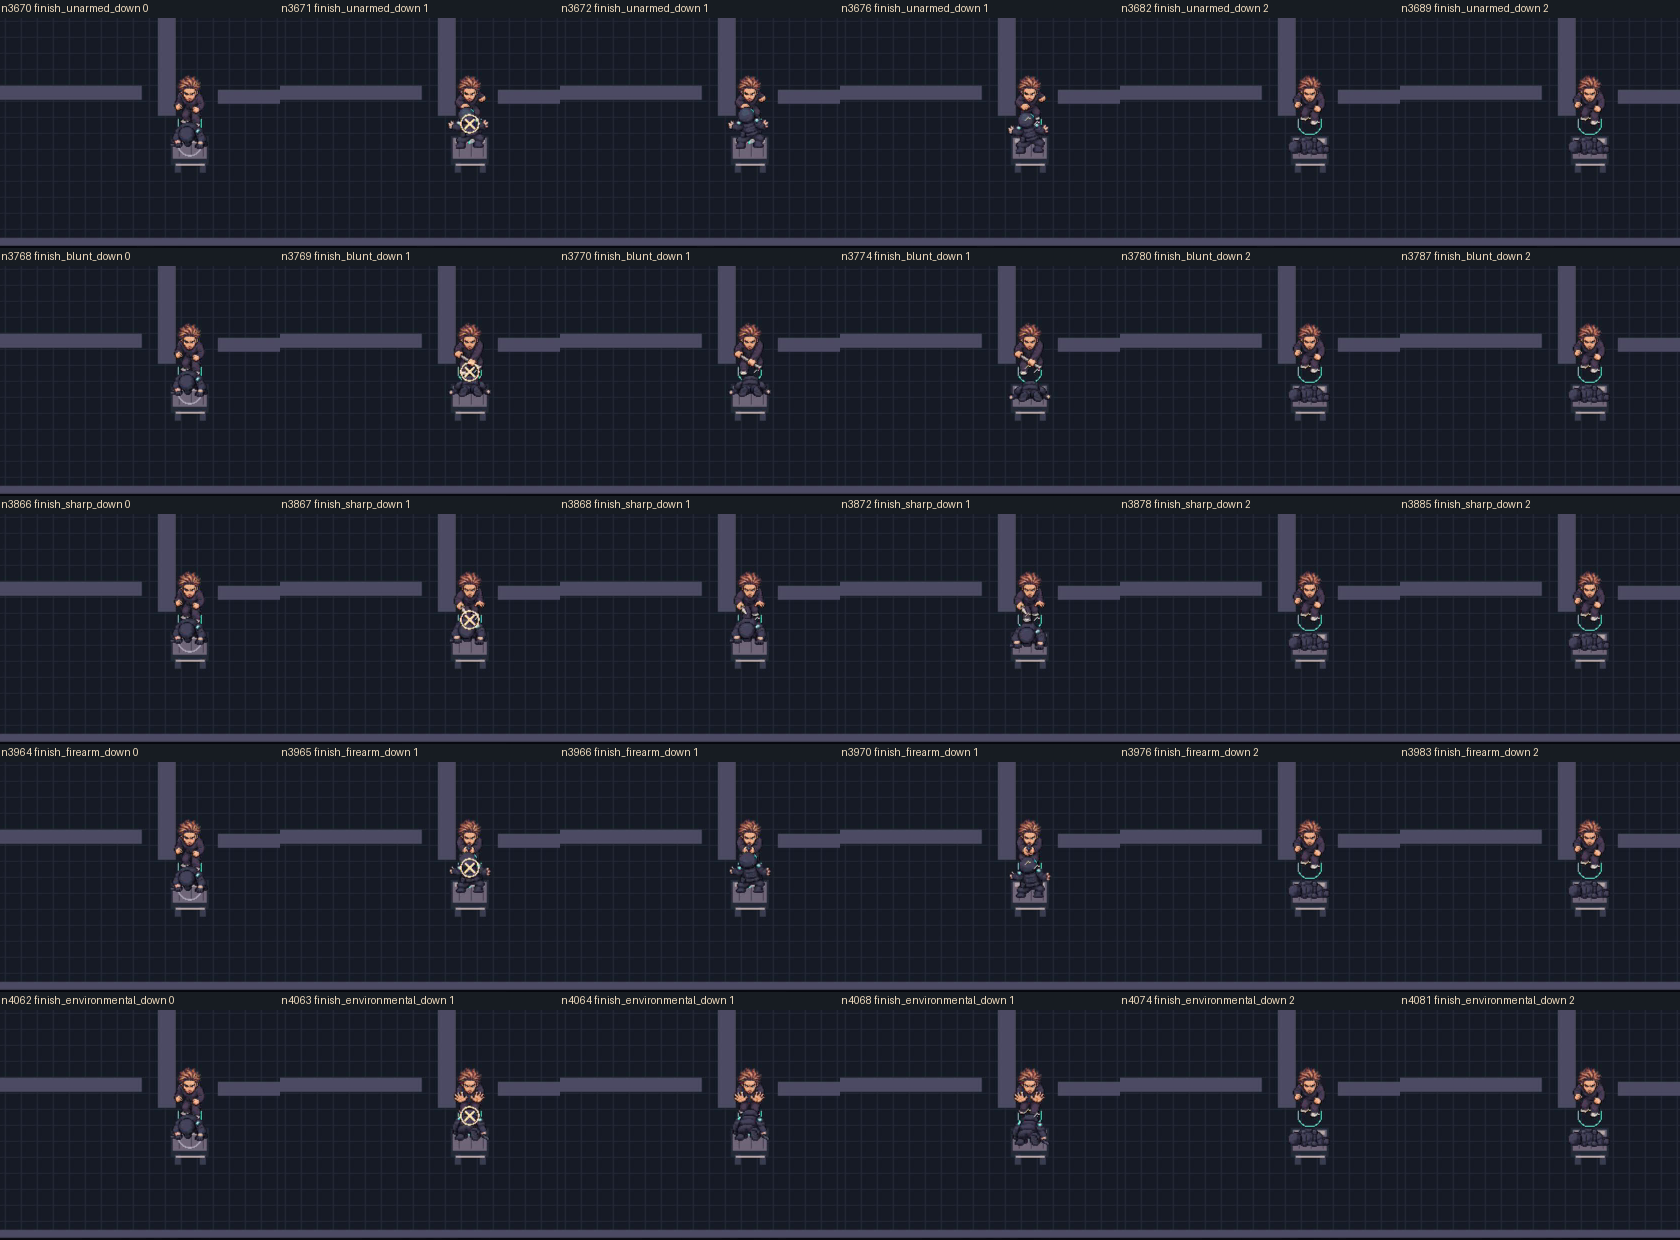 n3670 finish_unarmed_down 0
n3671 finish_unarmed_down 1
n3672 finish_unarmed_down 1
n3676 finish_unarmed_down 1
n3682 finish_unarmed_down 2
n3689 finish_unarmed_down 2
n3768 finish_blunt_down 0
n3769 finish_blunt_down 1
n3770 finish_blunt_down 1
n3774 finish_blunt_down 1
n3780 finish_blunt_down 2
n3787 finish_blunt_down 2
n3866 finish_sharp_down 0
n3867 finish_sharp_down 1
n3868 finish_sharp_down 1
n3872 finish_sharp_down 1
n3878 finish_sharp_down 2
n3885 finish_sharp_down 2
n3964 finish_firearm_down 0
n3965 finish_firearm_down 1
n3966 finish_firearm_down 1
n3970 finish_firearm_down 1
n3976 finish_firearm_down 2
n3983 finish_firearm_down 2
n4062 finish_environmental_down 0
n4063 finish_environmental_down 1
n4064 finish_environmental_down 1
n4068 finish_environmental_down 1
n4074 finish_environmental_down 2
n4081 finish_environmental_down 2